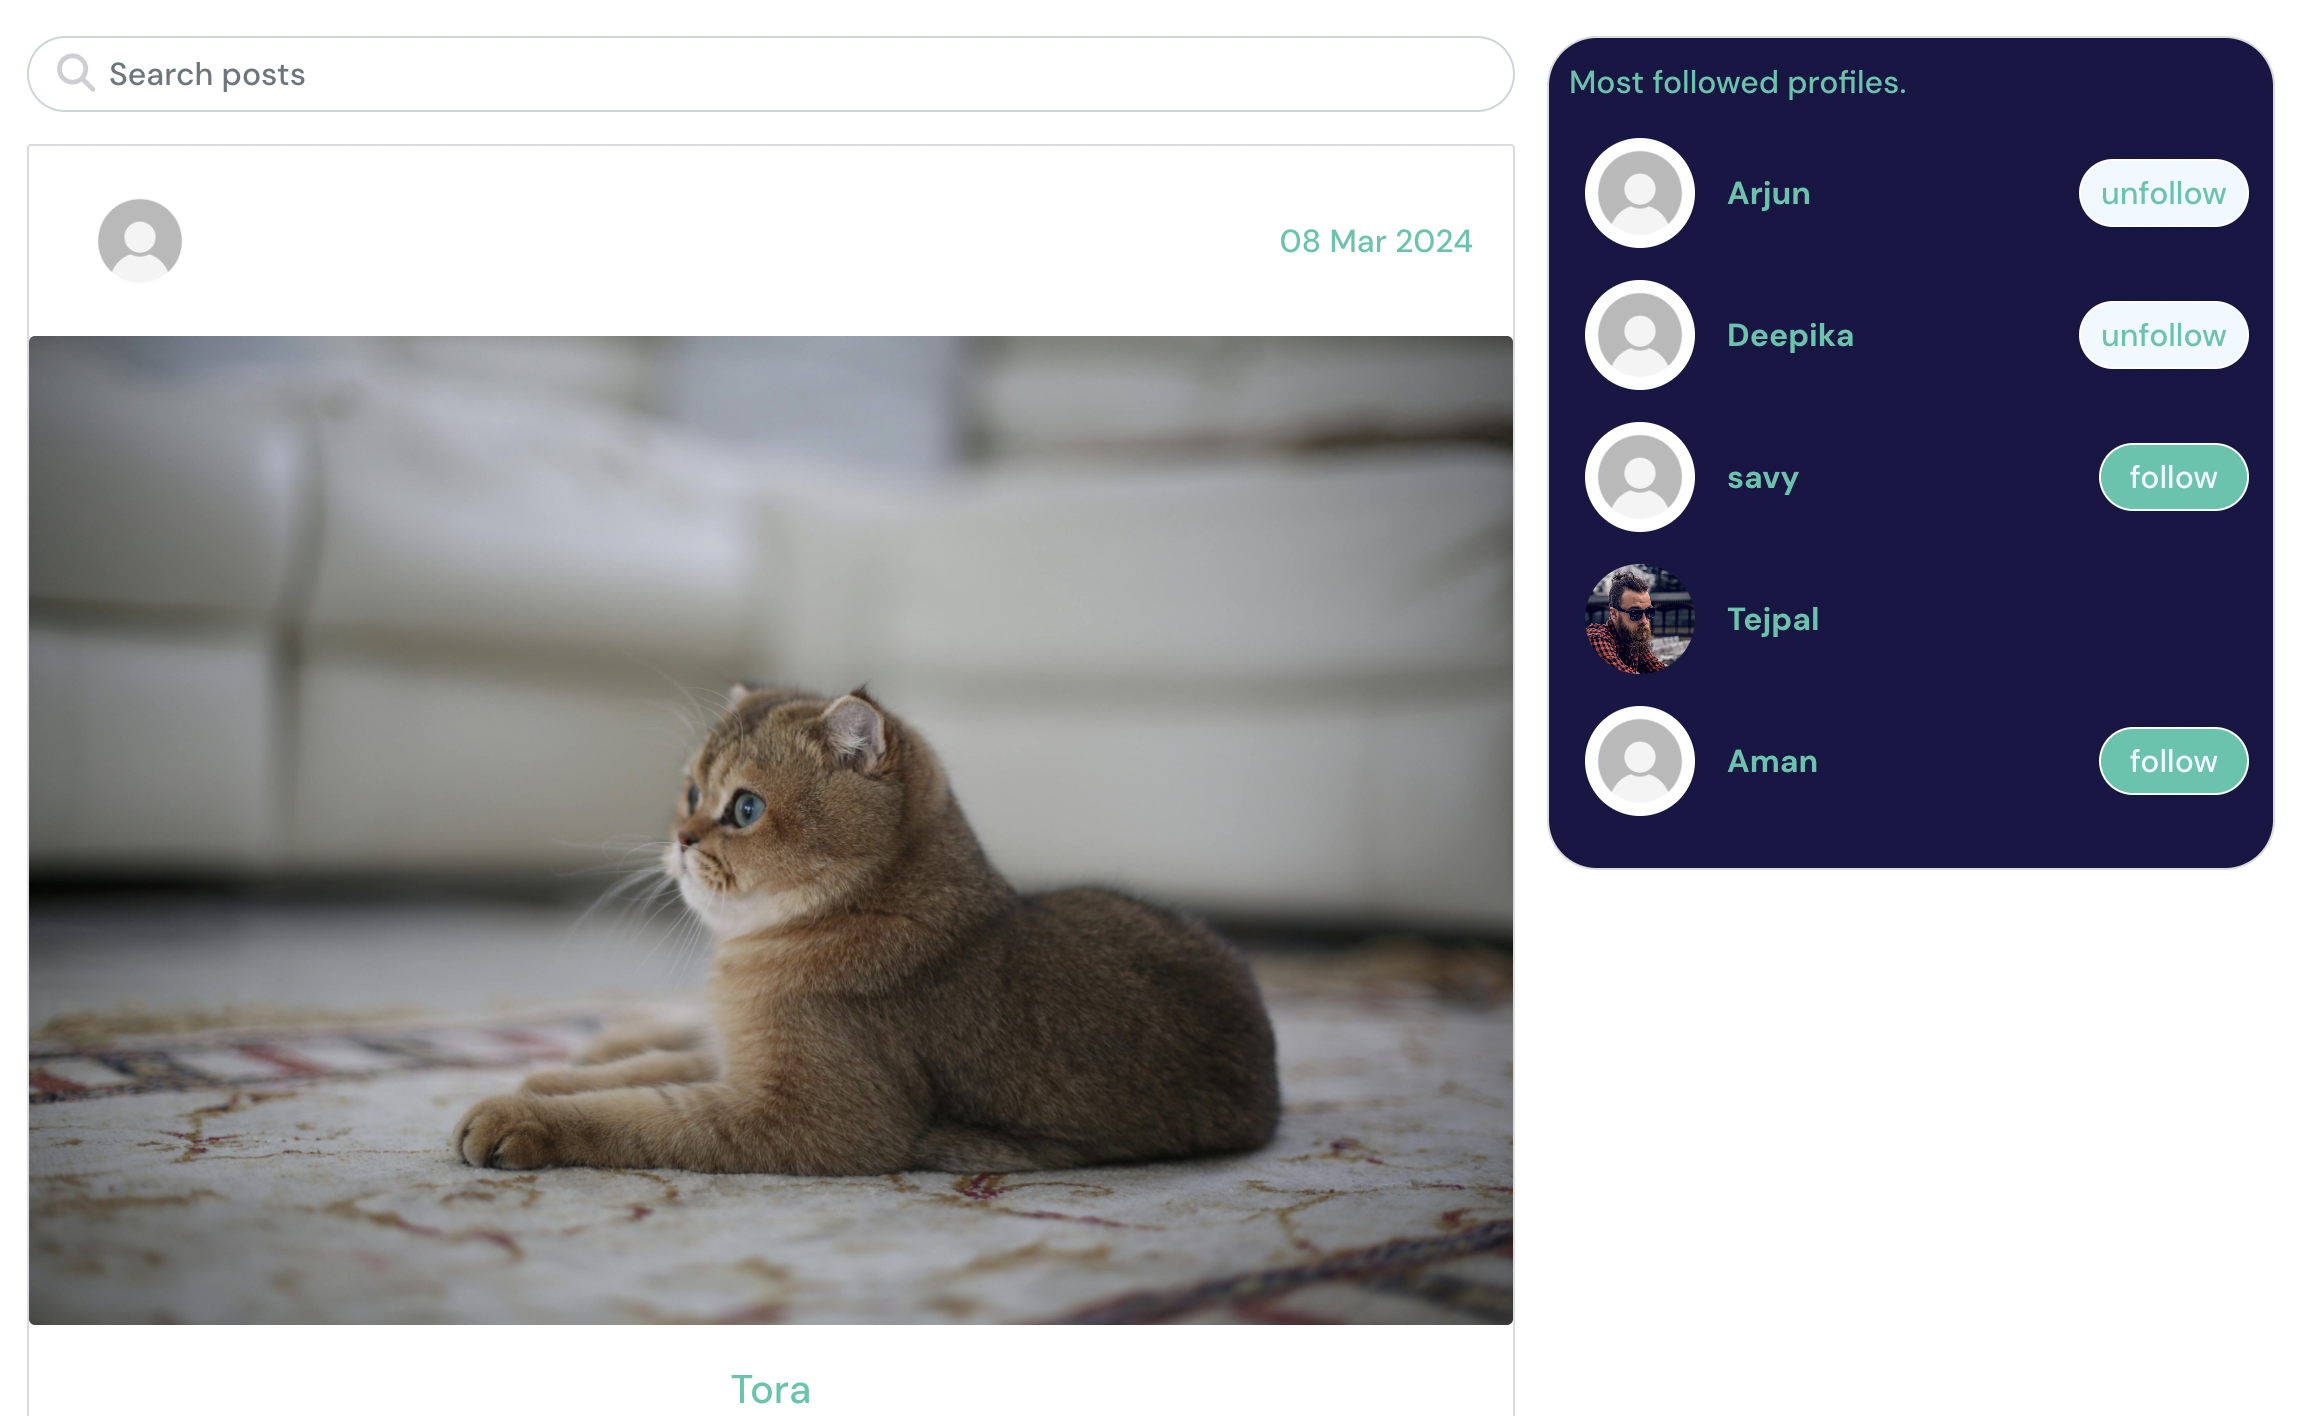 Search posts
08 Mar 2024
Tora
Most followed profiles.
Arjun
unfollow
Deepika
unfollow
savy
follow
Tejpal
Aman
follow